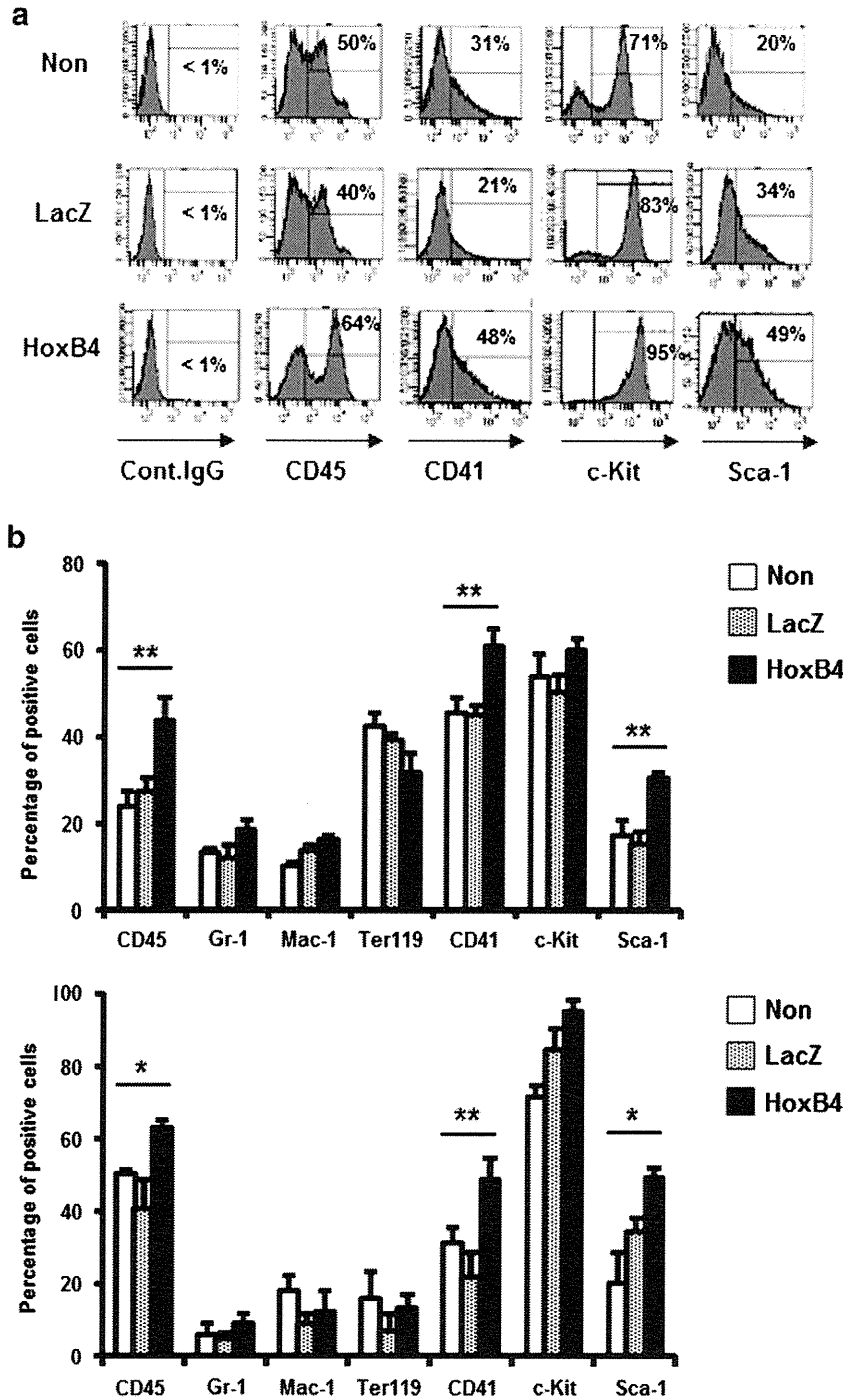 a
Non
< 1%
50%
31%
71%
20%
LacZ
< 1%
40%
21%
83%
34%
HoxB4
< 1%
64%
48%
95%
49%
Cont.IgG
CD45
CD41
c-Kit
Sca-1
b
Percentage of positive cells
80
60
40
20
0
**
**
**
CD45 Gr-1 Mac-1 Ter119 CD41 c-Kit Sca-1
Non
LacZ
HoxB4
Percentage of positive cells
100
80
60
40
20
0
*
**
*
CD45 Gr-1 Mac-1 Ter119 CD41 c-Kit Sca-1
Non
LacZ
HoxB4